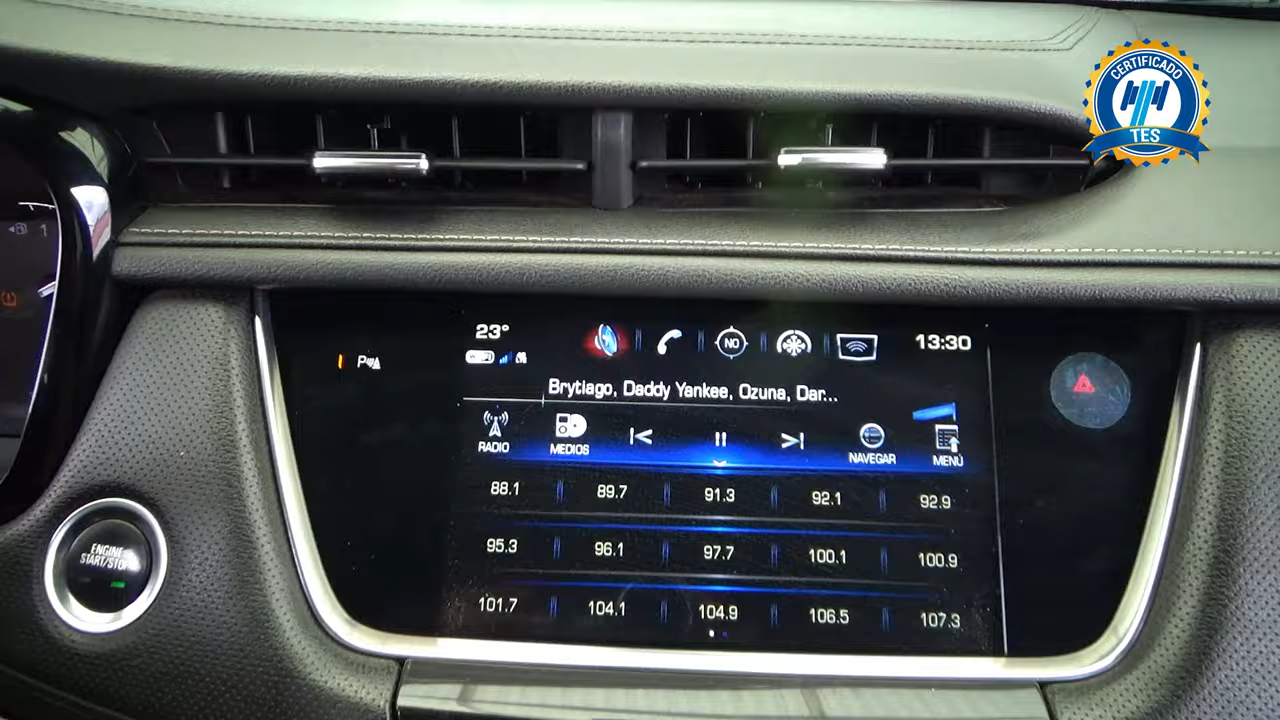 CERTIFICADO
TES
1
23°
13:30
NO
Brytiago, Daddy Yankee, Ozuna, Dar...
RADIO
MEDIOS
NAVEGAR
MENÚ
88.1
89.7
91.3
92.1
92.9
95.3
96.1
97.7
100.1
100.9
101.7
104.1
104.9
106.5
107.3
ENGINE
START/STOP